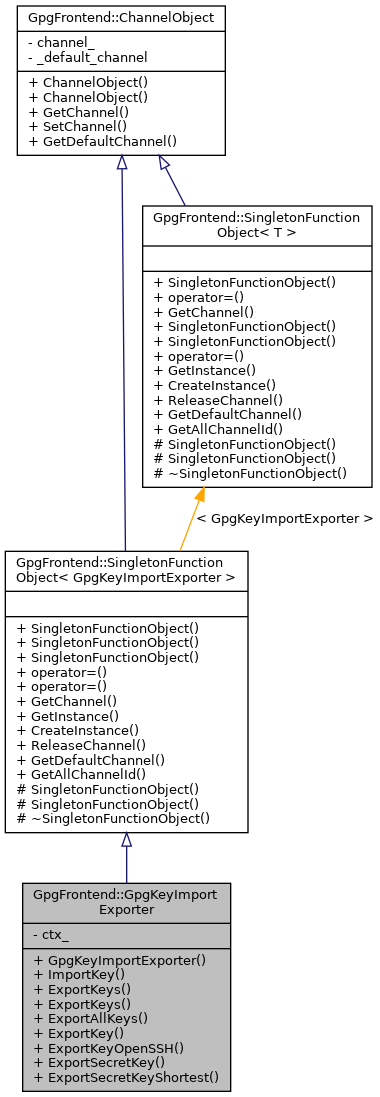 GpgFrontend::ChannelObject
- channel_
- _default_channel
+ ChannelObject()
+ ChannelObject()
+ GetChannel()
+ SetChannel()
+ GetDefaultChannel()
GpgFrontend::SingletonFunction
Object< T >
+ SingletonFunctionObject()
+ operator=()
+ GetChannel()
+ SingletonFunctionObject()
+ SingletonFunctionObject()
+ operator=()
+ GetInstance()
+ CreateInstance()
+ ReleaseChannel()
+ GetDefaultChannel()
+ GetAllChannelId()
# SingletonFunctionObject()
# SingletonFunctionObject()
# ~SingletonFunctionObject()
< GpgKeyImportExporter >
GpgFrontend::SingletonFunction
Object< GpgKeyImportExporter >
+ SingletonFunctionObject()
+ SingletonFunctionObject()
+ SingletonFunctionObject()
+ operator=()
+ operator=()
+ GetChannel()
+ GetInstance()
+ CreateInstance()
+ ReleaseChannel()
+ GetDefaultChannel()
+ GetAllChannelId()
# SingletonFunctionObject()
# SingletonFunctionObject()
# ~SingletonFunctionObject()
GpgFrontend::GpgKeyImport
Exporter
- ctx_
+ GpgKeyImportExporter()
+ ImportKey()
+ ExportKeys()
+ ExportKeys()
+ ExportAllKeys()
+ ExportKey()
+ ExportKeyOpenSSH()
+ ExportSecretKey()
+ ExportSecretKeyShortest()